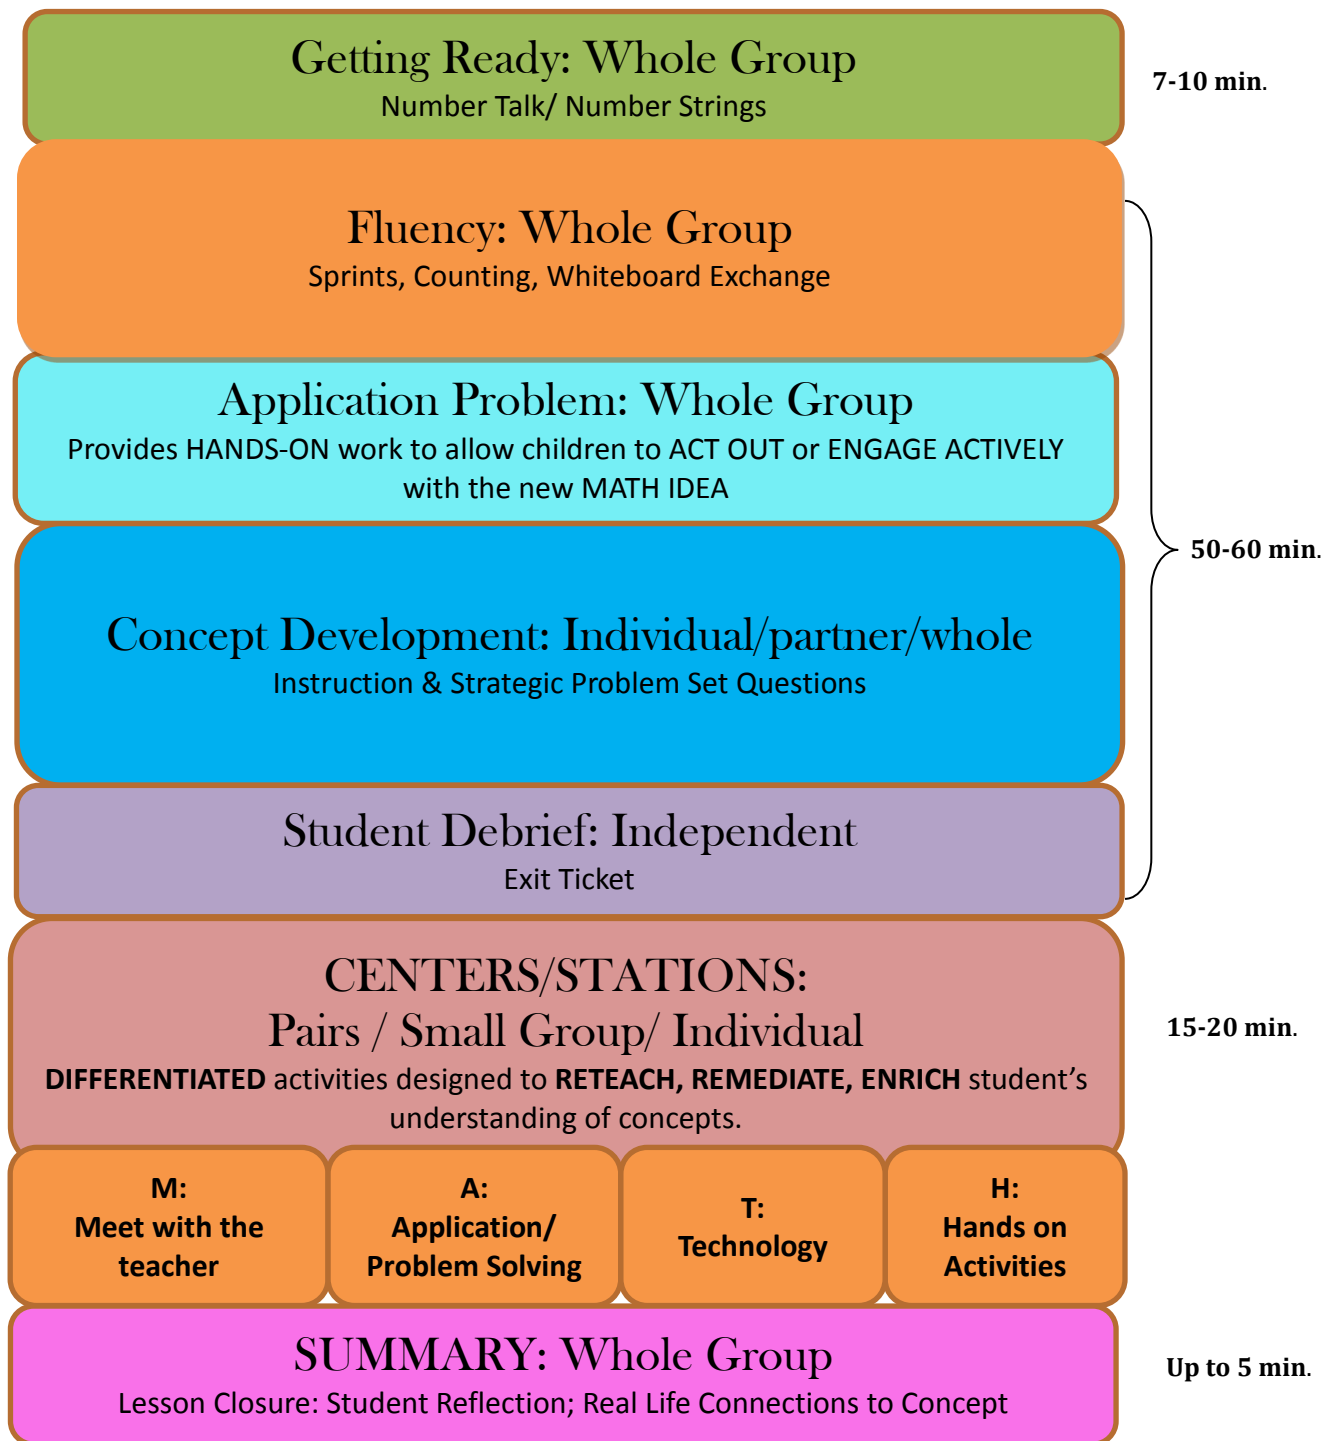 Getting Ready: Whole Group
Number Talk/ Number Strings
7-10 min.
Fluency: Whole Group
Sprints, Counting, Whiteboard Exchange
Application Problem: Whole Group
Provides HANDS-ON work to allow children to ACT OUT or ENGAGE ACTIVELY
with the new MATH IDEA
50-60 min.
Concept Development: Individual/partner/whole
Instruction & Strategic Problem Set Questions
Student Debrief: Independent
Exit Ticket
CENTERS/STATIONS:
Pairs / Small Group/ Individual
DIFFERENTIATED activities designed to RETEACH, REMEDIATE, ENRICH student’s
understanding of concepts.
15-20 min.
M:
Meet with the
teacher
A:
Application/
Problem Solving
T:
Technology
H:
Hands on
Activities
SUMMARY: Whole Group
Lesson Closure: Student Reflection; Real Life Connections to Concept
Up to 5 min.